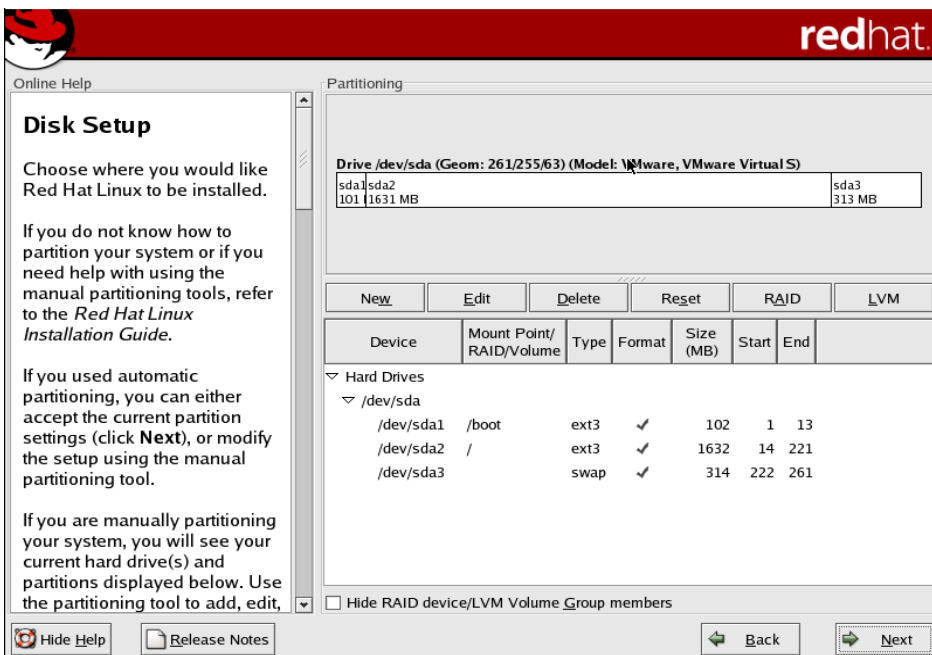 redhat.
Online Help
Disk Setup
Choose where you would like
Red Hat Linux to be installed.
If you do not know how to
partition your system or if you
need help with using the
manual partitioning tools, refer
to the Red Hat Linux
Installation Guide.
If you used automatic
partitioning, you can either
accept the current partition
settings (click Next), or modify
the setup using the manual
partitioning tool.
If you are manually partitioning
your system, you will see your
current hard drive(s) and
partitions displayed below. Use
the partitioning tool to add, edit,
Partitioning
Drive /dev/sda (Geom: 261/255/63) (Model: VMware, VMware Virtual S)
sda1 sda2 sda3
101 1631 MB 313 MB
New Edit Delete Reset RAID LVM
Device Mount Point/ RAID/Volume Type Format Size (MB) Start End
Hard Drives
/dev/sda
/dev/sda1 /boot ext3 102 1 13
/dev/sda2 / ext3 1632 14 221
/dev/sda3 swap 314 222 261
Hide RAID device/LVM Volume Group members
Hide Help Release Notes Back Next